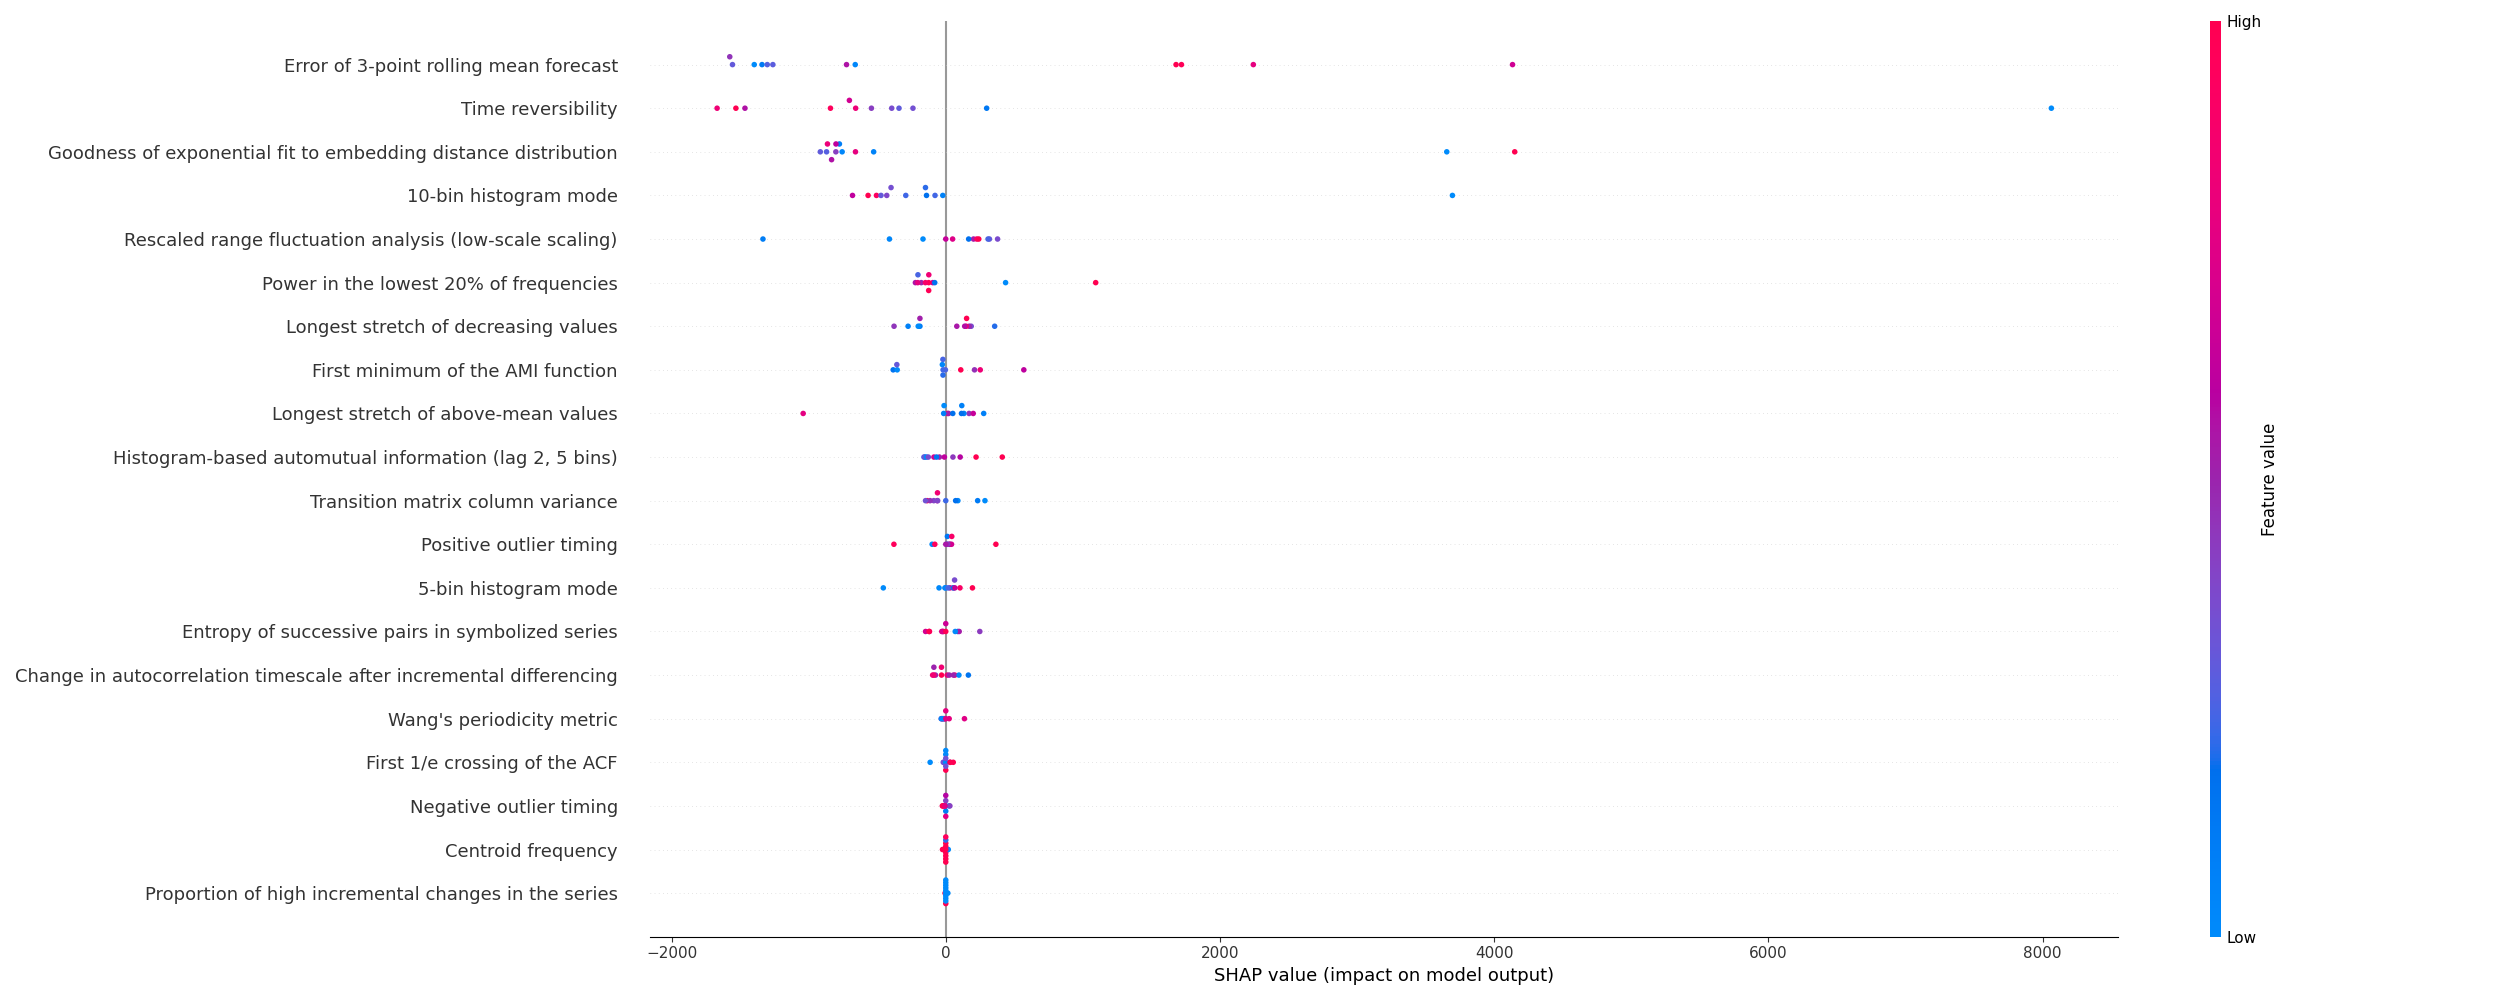 High
Error of 3-point rolling mean forecast
Time reversibility
Goodness of exponential fit to embedding distance distribution
10-bin histogram mode
Rescaled range fluctuation analysis (low-scale scaling)
Power in the lowest 20% of frequencies
Longest stretch of decreasing values
First minimum of the AMI function
Longest stretch of above-mean values
Histogram-based automutual information (lag 2, 5 bins)
Transition matrix column variance
Positive outlier timing
5-bin histogram mode
Entropy of successive pairs in symbolized series
Change in autocorrelation timescale after incremental differencing
Wang's periodicity metric
First 1/e crossing of the ACF
Negative outlier timing
Centroid frequency
Proportion of high incremental changes in the series
Feature value
Low
−2000 0 2000 4000 6000 8000
SHAP value (impact on model output)